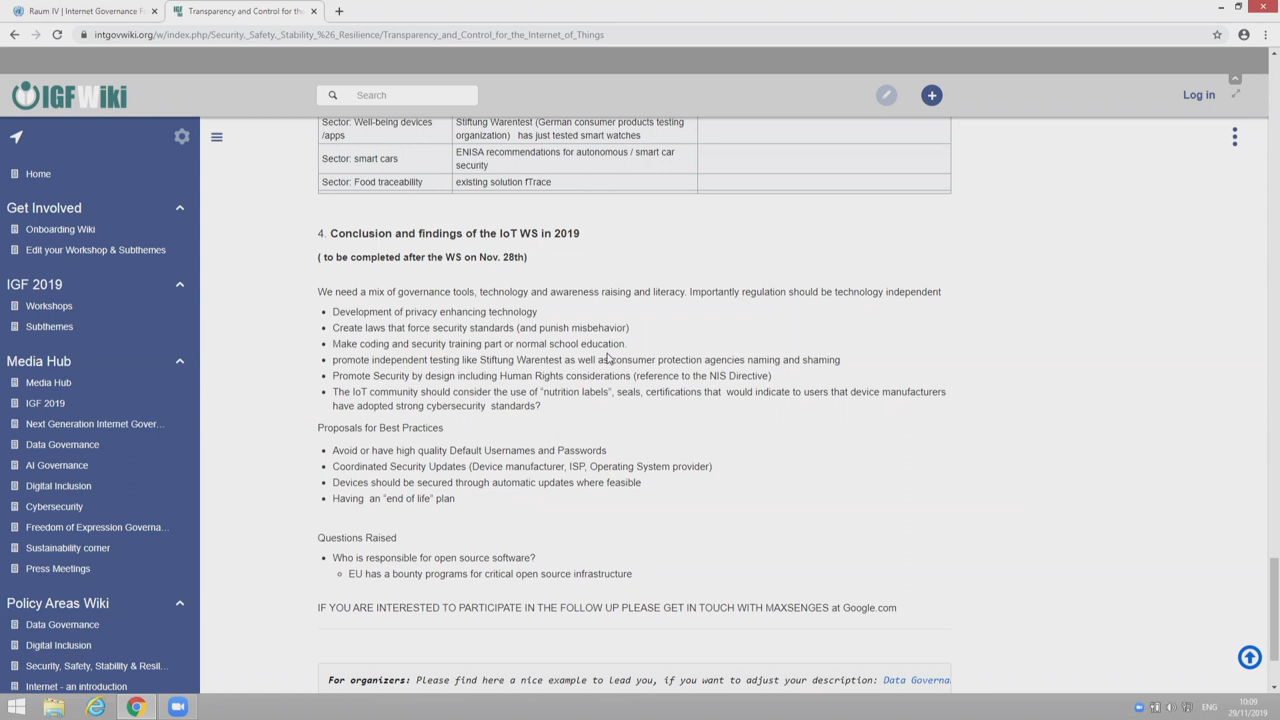 Raum IV | Internet Governance F
Transparency and Control for the
intgovwiki.org/w/index.php/Security,_Safety,_Stability_%26_Resilience/Transparency_and_Control_for_the_Internet_of_Things
IGFWiki
Search
Log in
Home
Get Involved
Onboarding Wiki
Edit your Workshop & Subthemes
IGF 2019
Workshops
Subthemes
Media Hub
Media Hub
IGF 2019
Next Generation Internet Gover...
Data Governance
AI Governance
Digital Inclusion
Cybersecurity
Freedom of Expression Governa...
Sustainability corner
Press Meetings
Policy Areas Wiki
Data Governance
Digital Inclusion
Security, Safety, Stability & Resil...
Internet - an introduction
Sector: Well-being devices
/apps
Stiftung Warentest (German consumer products testing
organization) has just tested smart watches
Sector: smart cars
ENISA recommendations for autonomous / smart car
security
Sector: Food traceability
existing solution fTrace
4. Conclusion and findings of the IoT WS in 2019
( to be completed after the WS on Nov. 28th)
We need a mix of governance tools, technology and awareness raising and literacy. Importantly regulation should be technology independent
• Development of privacy enhancing technology
• Create laws that force security standards (and punish misbehavior)
• Make coding and security training part or normal school education.
• promote independent testing like Stiftung Warentest as well as consumer protection agencies naming and shaming
• Promote Security by design including Human Rights considerations (reference to the NIS Directive)
• The IoT community should consider the use of “nutrition labels”, seals, certifications that would indicate to users that device manufacturers
have adopted strong cybersecurity standards?
Proposals for Best Practices
• Avoid or have high quality Default Usernames and Passwords
• Coordinated Security Updates (Device manufacturer, ISP, Operating System provider)
• Devices should be secured through automatic updates where feasible
• Having an “end of life” plan
Questions Raised
• Who is responsible for open source software?
○ EU has a bounty programs for critical open source infrastructure
IF YOU ARE INTERESTED TO PARTICIPATE IN THE FOLLOW UP PLEASE GET IN TOUCH WITH MAXSENGES at Google.com
For organizers: Please find here a nice example to Lead you, if you want to adjust your description: Data Governa
ENG
10:09
29/11/2019